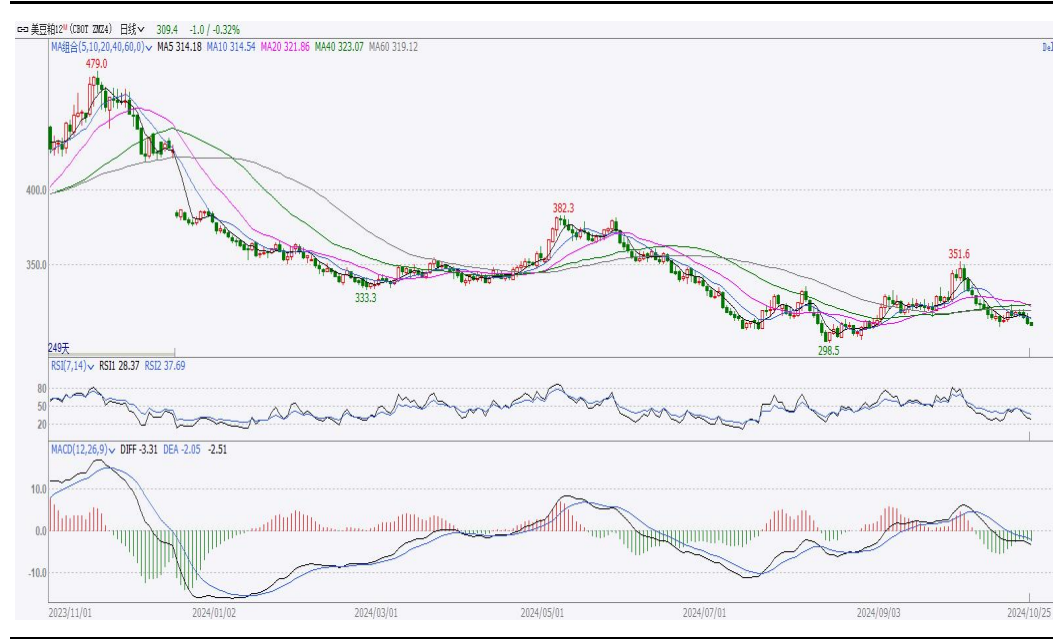 美豆粕12ᴹ (CBOT ZMZ4) 日线 309.4 -1.0 / -0.32%
MA组合(5,10,20,40,60,0) MA5 314.18 MA10 314.54 MA20 321.86 MA40 323.07 MA60 319.12
479.0
400.0
382.3
351.6
350.0
333.3
298.5
249天
RSI(7,14) RSI1 28.37 RSI2 37.69
80
50
20
MACD(12,26,9) DIFF -3.31 DEA -2.05 -2.51
10.0
0.0
-10.0
2023/11/01 2024/01/02 2024/03/01 2024/05/01 2024/07/01 2024/09/03 2024/10/25